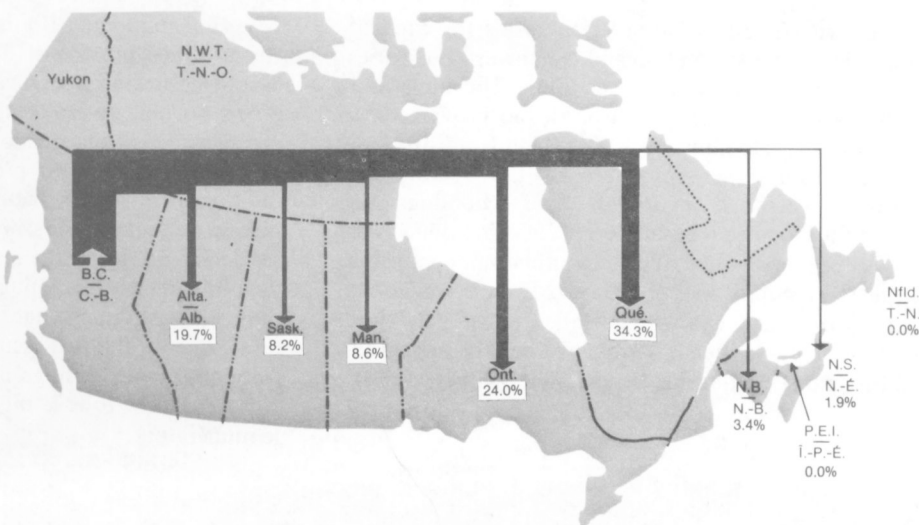 N.W.T.
T.-N.-O.
Yukon
B.C.
C.-B.
Alta.
Alb.
19.7%
Sask.
8.2%
Man.
8.6%
Ont.
24.0%
Qué.
34.3%
N.B.
N.-B.
3.4%
N.S.
N.-É.
1.9%
P.E.I.
Î.-P.-É.
0.0%
Nfld.
T.-N.
0.0%